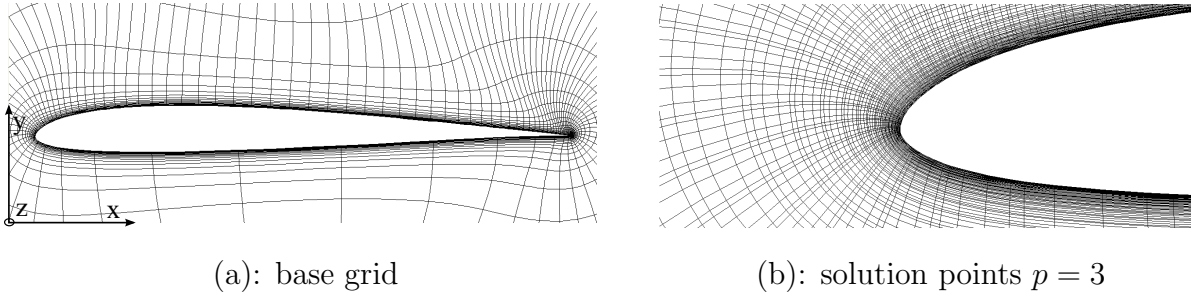 y
z
x
(a): base grid
(b): solution points p = 3